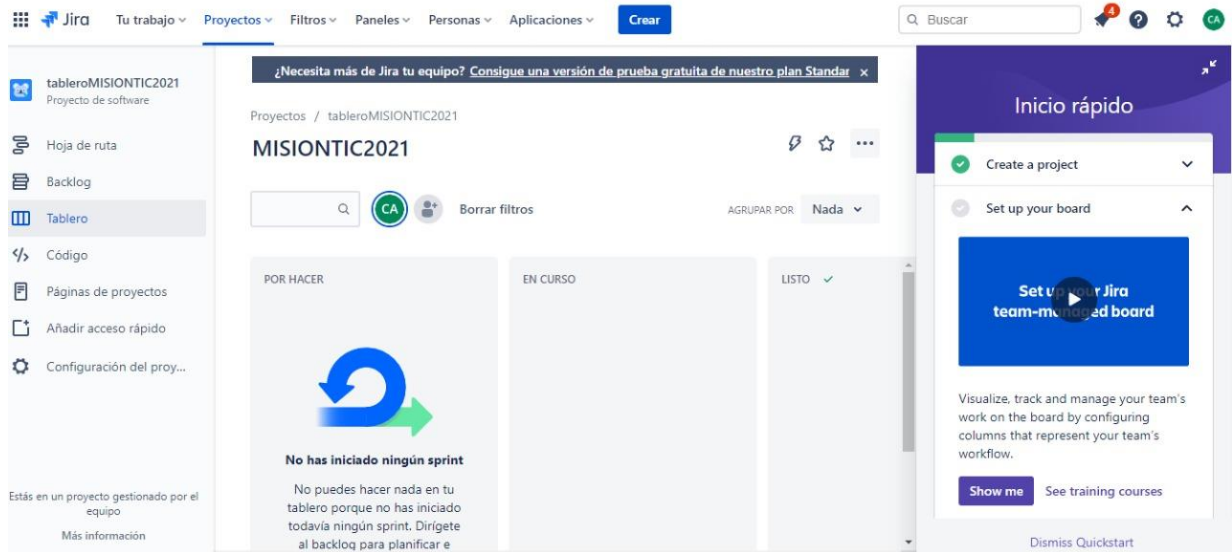 Jira Tu trabajo Proyectos Filtros Paneles Personas Aplicaciones Crear Buscar 4 CA
tableroMISIONTIC2021
Proyecto de software
Hoja de ruta
Backlog
Tablero
Código
Páginas de proyectos
Añadir acceso rápido
Configuración del proy...
Estás en un proyecto gestionado por el
equipo
Más información
¿Necesita más de Jira tu equipo? Consigue una versión de prueba gratuita de nuestro plan Standar
Proyectos / tableroMISIONTIC2021
MISIONTIC2021
CA Borrar filtros AGRUPAR POR Nada
POR HACER EN CURSO LISTO
No has iniciado ningún sprint
No puedes hacer nada en tu
tablero porque no has iniciado
todavía ningún sprint. Dirígete
al backlog para planificar e
Inicio rápido
Create a project
Set up your board
Set up your Jira
team-managed board
Visualize, track and manage your team's
work on the board by configuring
columns that represent your team's
workflow.
Show me See training courses
Dismiss Quickstart